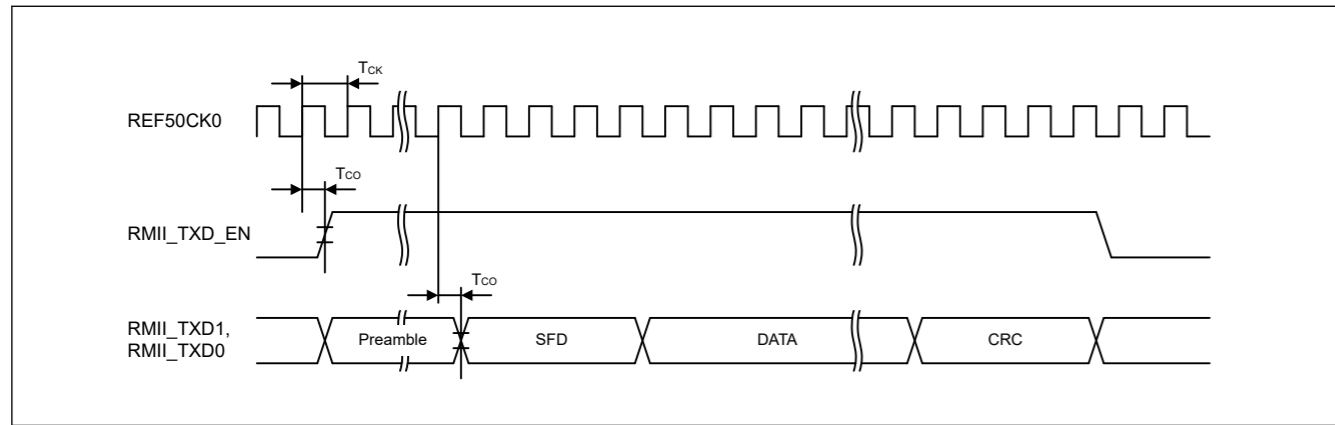 TCK
REF50CK0
TCO
RMII_TXD_EN
TCO
RMII_TXD1,
RMII_TXD0
Preamble SFD DATA CRC